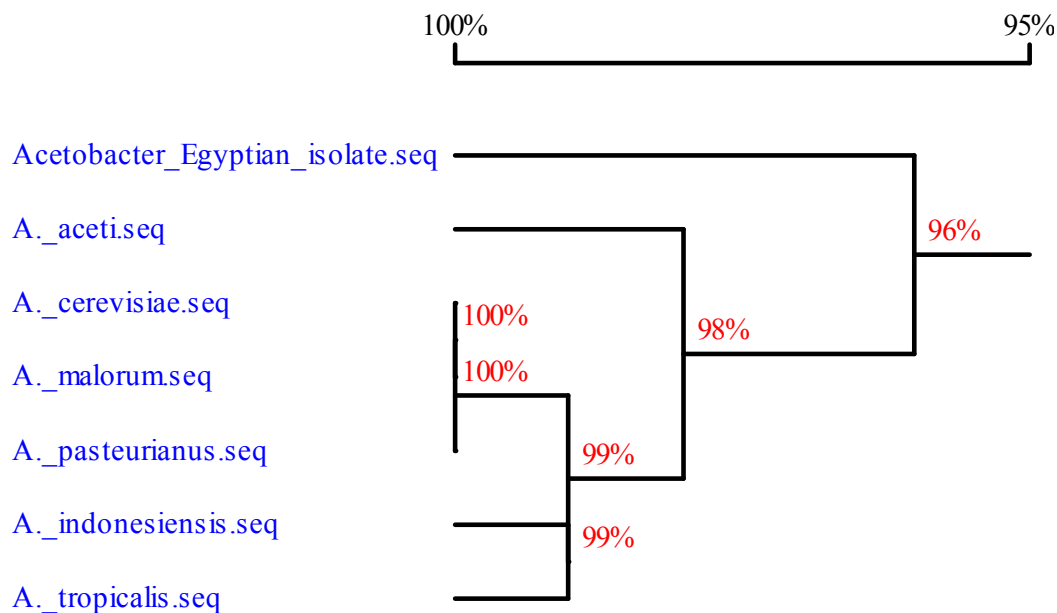 100% 95%
Acetobacter_Egyptian_isolate.seq
A._aceti.seq
96%
A._cerevisiae.seq
100%
98%
A._malorum.seq
100%
A._pasteurianus.seq
99%
A._indonesiensis.seq
99%
A._tropicalis.seq